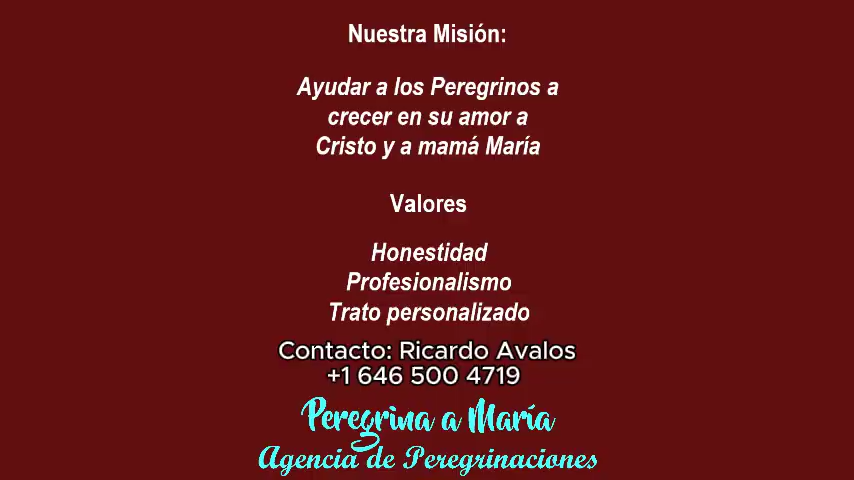 Nuestra Misión:
Ayudar a los Peregrinos a
crecer en su amor a
Cristo y a mamá María
Valores
Honestidad
Profesionalismo
Trato personalizado
Contacto: Ricardo Avalos
+1 646 500 4719
Peregrina a María
Agencia de Peregrinaciones